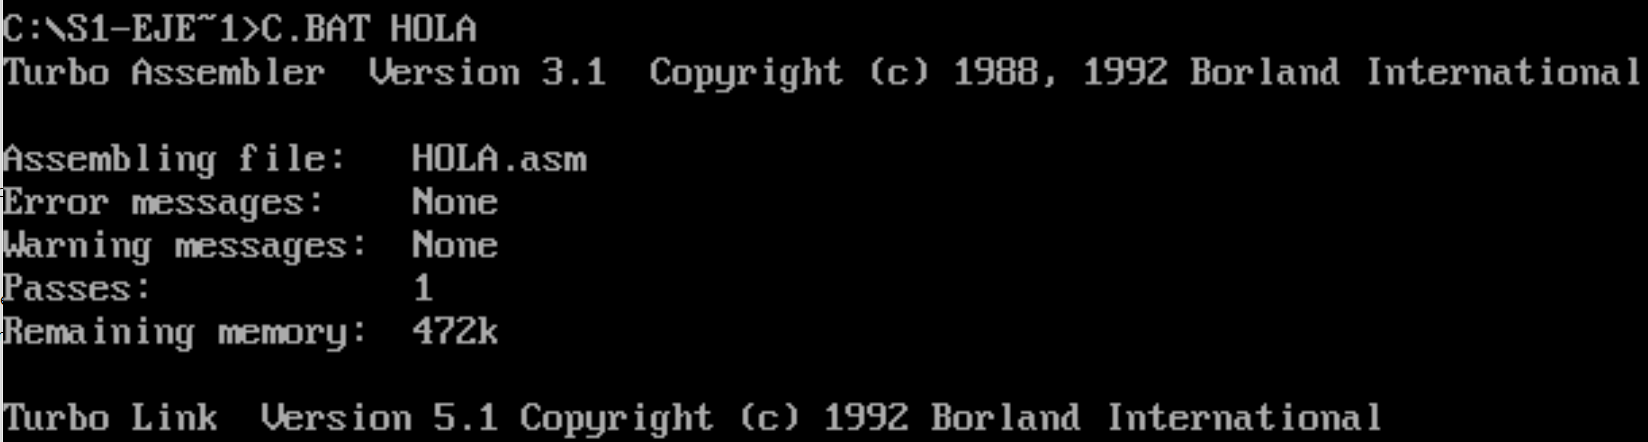 C:\S1-EJE~1>C.BAT HOLA
Turbo Assembler  Version 3.1  Copyright (c) 1988, 1992 Borland International
Assembling file:   HOLA.asm
Error messages:    None
Warning messages:  None
Passes:            1
Remaining memory:  472k
Turbo Link  Version 5.1 Copyright (c) 1992 Borland International